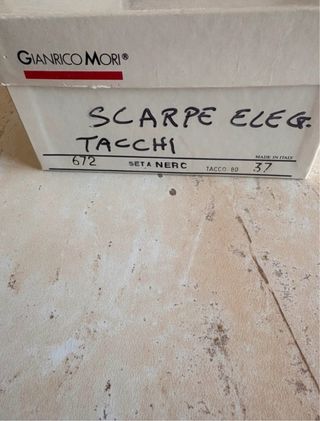 GIANRICO MORI®
SCARPE ELEG.
TACCHI
MADE IN ITALY
672 SETA NERC TACCO 80 37